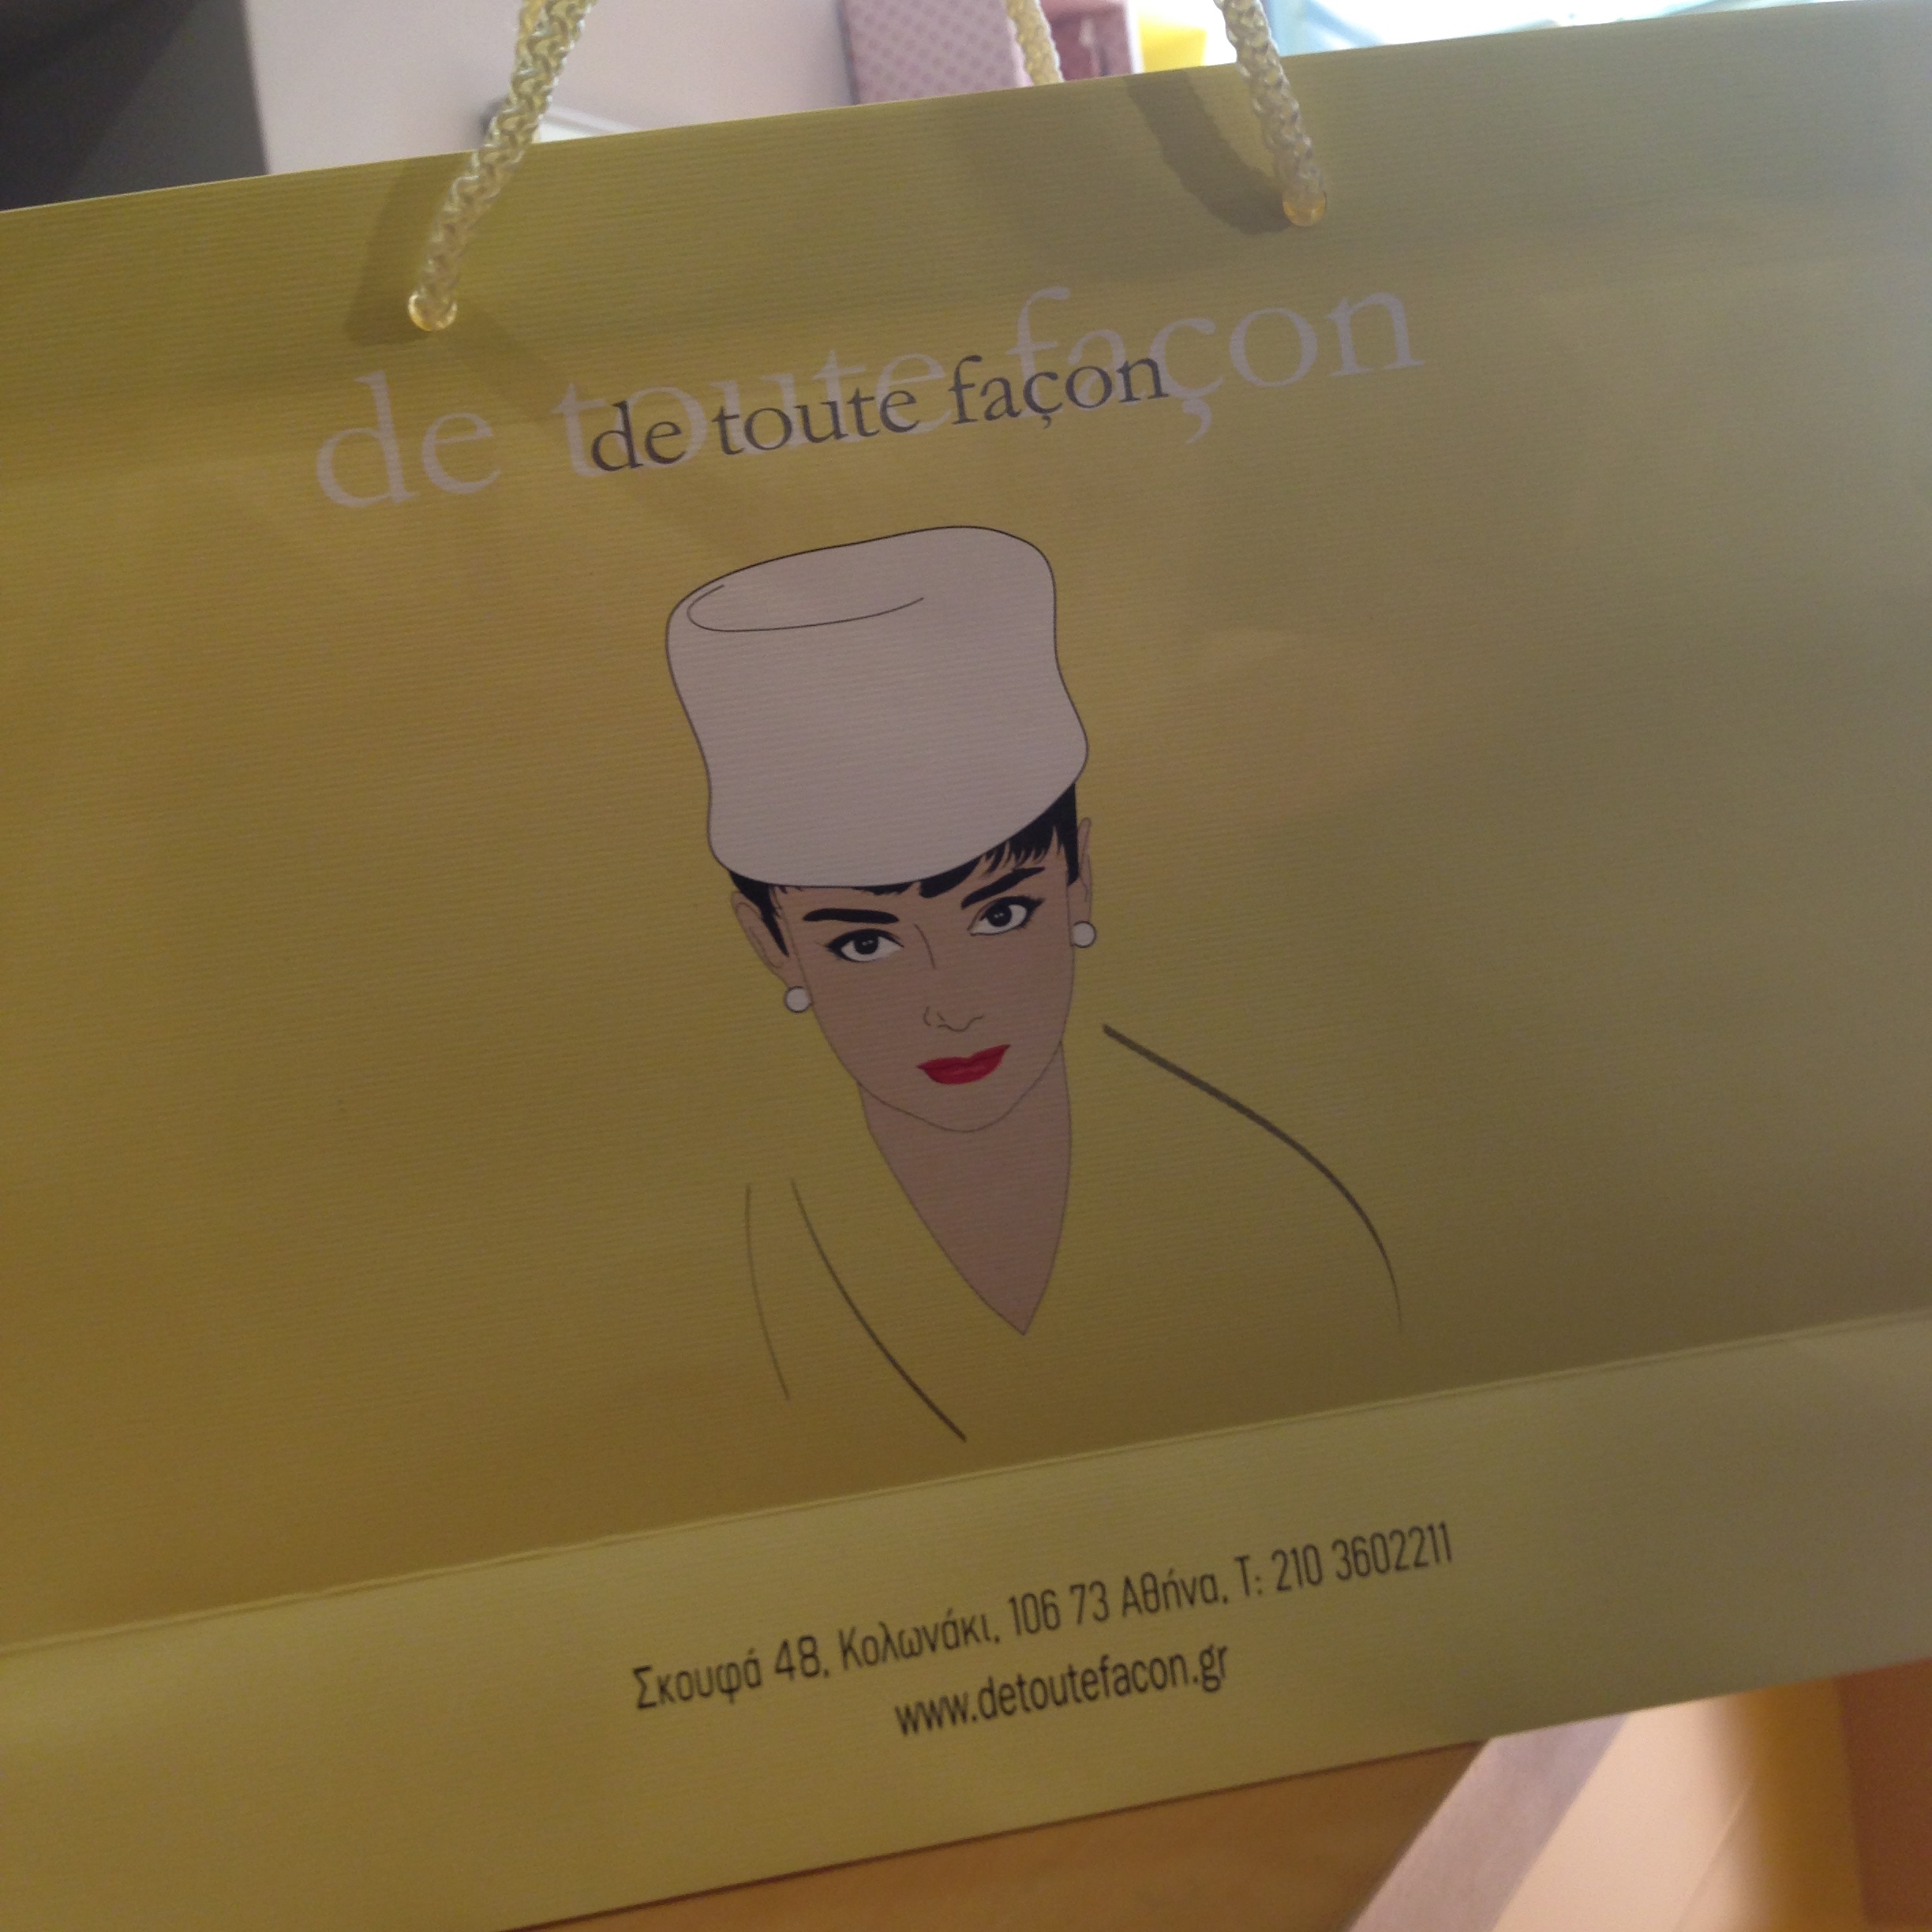 de toute façon
de toute façon
Σκουφά 48, Κολωνάκι, 106 73 Αθήνα, Τ: 210 3602211
www.detoutefacon.gr